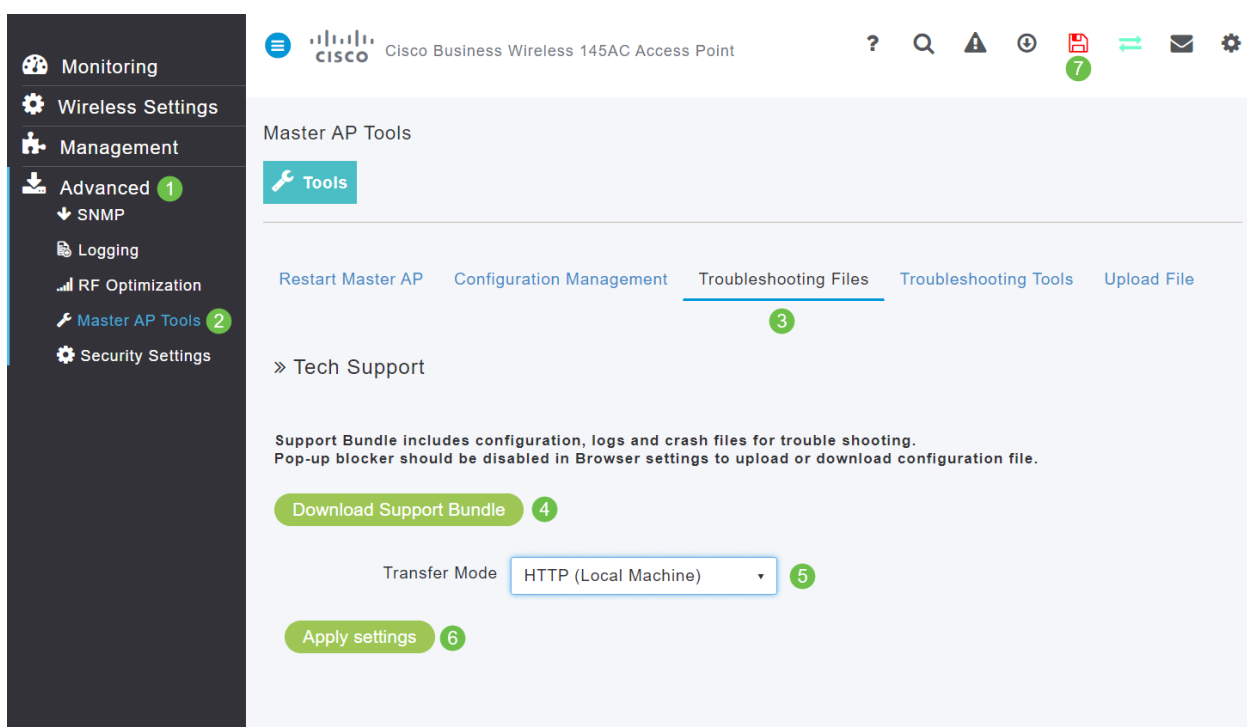 Monitoring
Wireless Settings
Management
Advanced 1
SNMP
Logging
RF Optimization
Master AP Tools 2
Security Settings
CISCO Cisco Business Wireless 145AC Access Point
?
7
Master AP Tools
Tools
Restart Master AP Configuration Management Troubleshooting Files Troubleshooting Tools Upload File
3
» Tech Support
Support Bundle includes configuration, logs and crash files for trouble shooting.
Pop-up blocker should be disabled in Browser settings to upload or download configuration file.
Download Support Bundle 4
Transfer Mode HTTP (Local Machine) 5
Apply settings 6